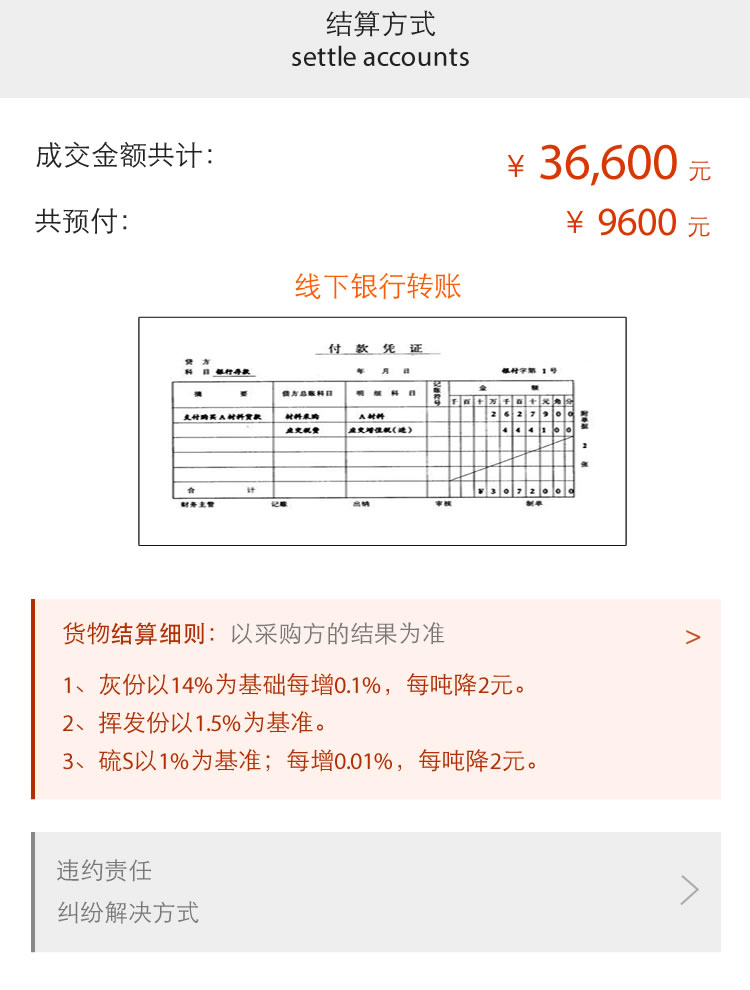 结算方式
settle accounts
成交金额共计：
¥ 36,600 元
共预付：
¥ 9600 元
线下银行转账
付 款 凭 证
贷 方
科 目 银行存款 年 月 日 银付字第 1 号
摘 要 借方总账科目 明 细 科 目 记账符号 金 额
千 百 十 万 千 百 十 元 角 分
支付购买A材料货款 材料采购 A材料 2 6 2 7 9 0 0
应交税费 应交增值税(进) 4 4 4 1 0 0
附单据 2 张
合 计 ¥ 3 0 7 2 0 0 0
财务主管 记账 出纳 审核 制单
货物结算细则：以采购方的结果为准 >
1、灰份以14%为基础每增0.1%，每吨降2元。
2、挥发份以1.5%为基准。
3、硫S以1%为基准；每增0.01%，每吨降2元。
违约责任
纠纷解决方式